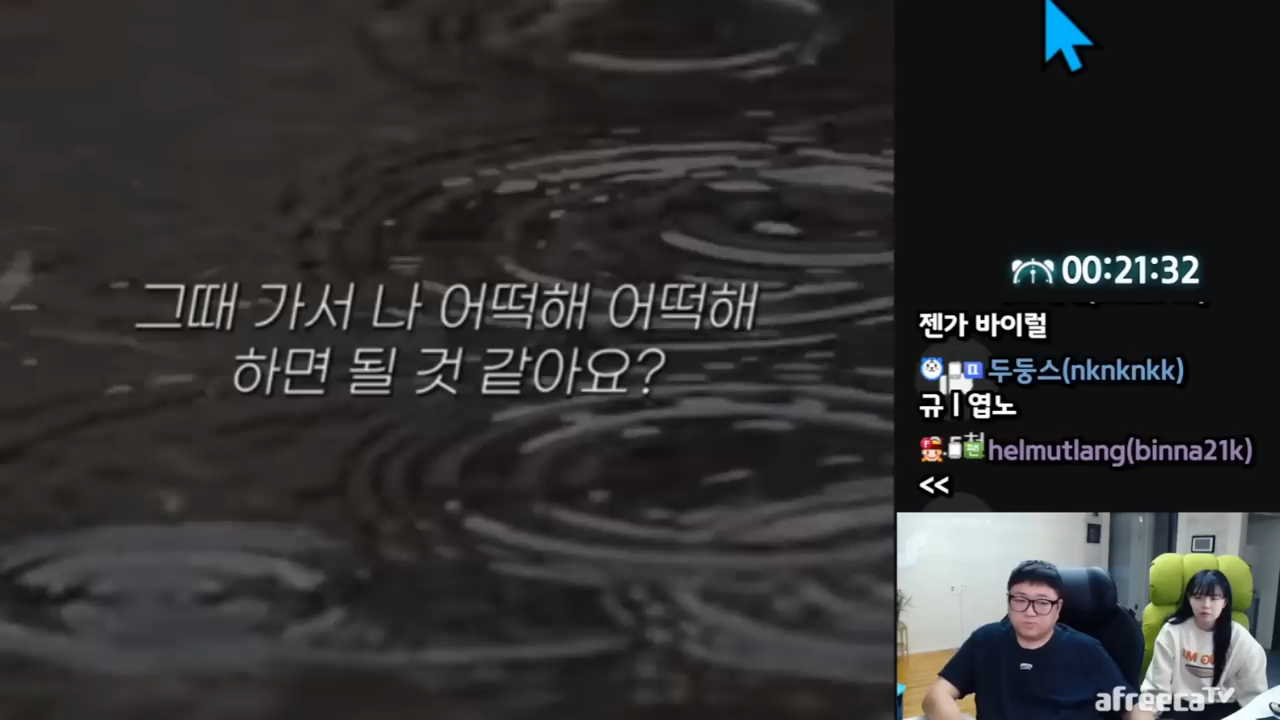 그때 가서 나 어떡해 어떡해
하면 될 것 같아요?
00:21:32
젠가 바이럴
두둥스(nknknkk)
규ㅣ엽노
helmutlang(binna21k)
<<
afreecaTV